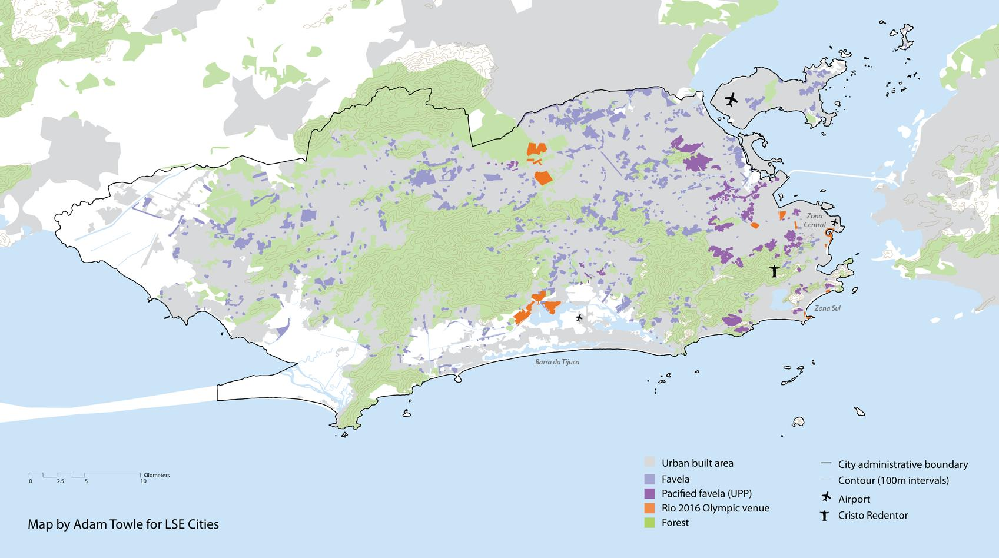 Zona
Central
Zona Sul
Barra da Tijuca
Urban built area
Favela
Pacified favela (UPP)
Rio 2016 Olympic venue
Forest
City administrative boundary
Contour (100m intervals)
Airport
Cristo Redentor
Kilometers
0 2.5 5 10
Map by Adam Towle for LSE Cities